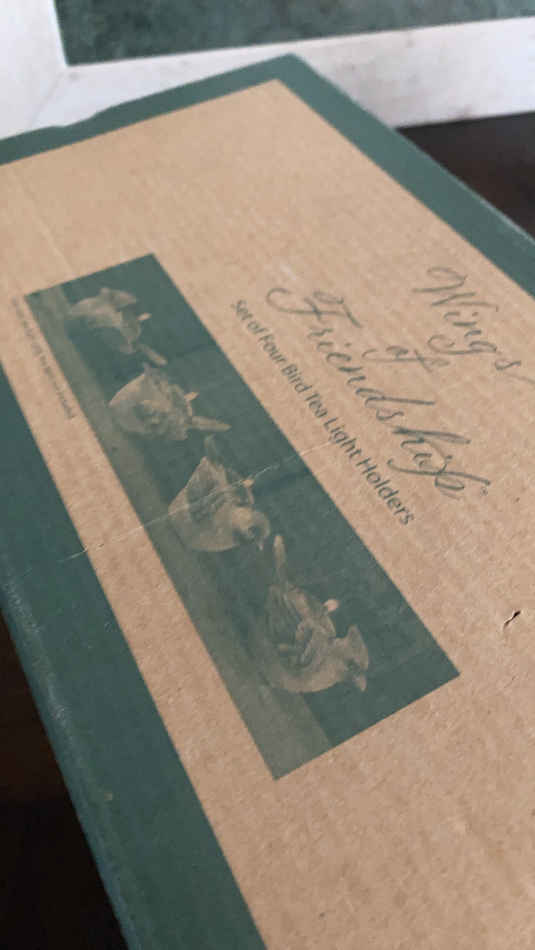 Wings
of
Friendship
Set of Four Bird Tea Light Holders